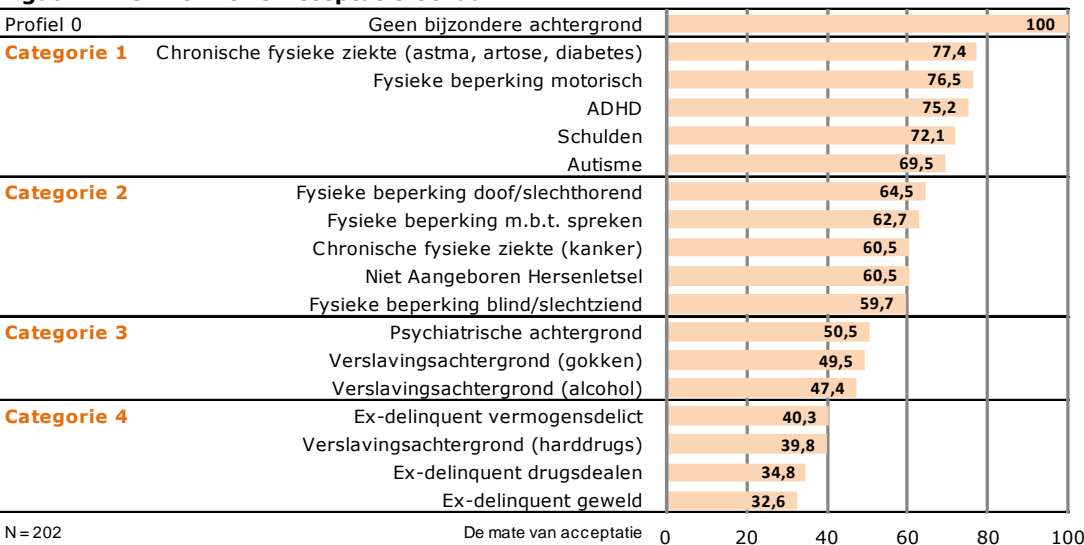 Profiel 0 Geen bijzondere achtergrond 100
Categorie 1 Chronische fysieke ziekte (astma, artose, diabetes) 77,4
Fysieke beperking motorisch 76,5
ADHD 75,2
Schulden 72,1
Autisme 69,5
Categorie 2 Fysieke beperking doof/slechthorend 64,5
Fysieke beperking m.b.t. spreken 62,7
Chronische fysieke ziekte (kanker) 60,5
Niet Aangeboren Hersenletsel 60,5
Fysieke beperking blind/slechtziend 59,7
Categorie 3 Psychiatrische achtergrond 50,5
Verslavingsachtergrond (gokken) 49,5
Verslavingsachtergrond (alcohol) 47,4
Categorie 4 Ex-delinquent vermogensdelict 40,3
Verslavingsachtergrond (harddrugs) 39,8
Ex-delinquent drugsdealen 34,8
Ex-delinquent geweld 32,6
N=202 De mate van acceptatie 0 20 40 60 80 100